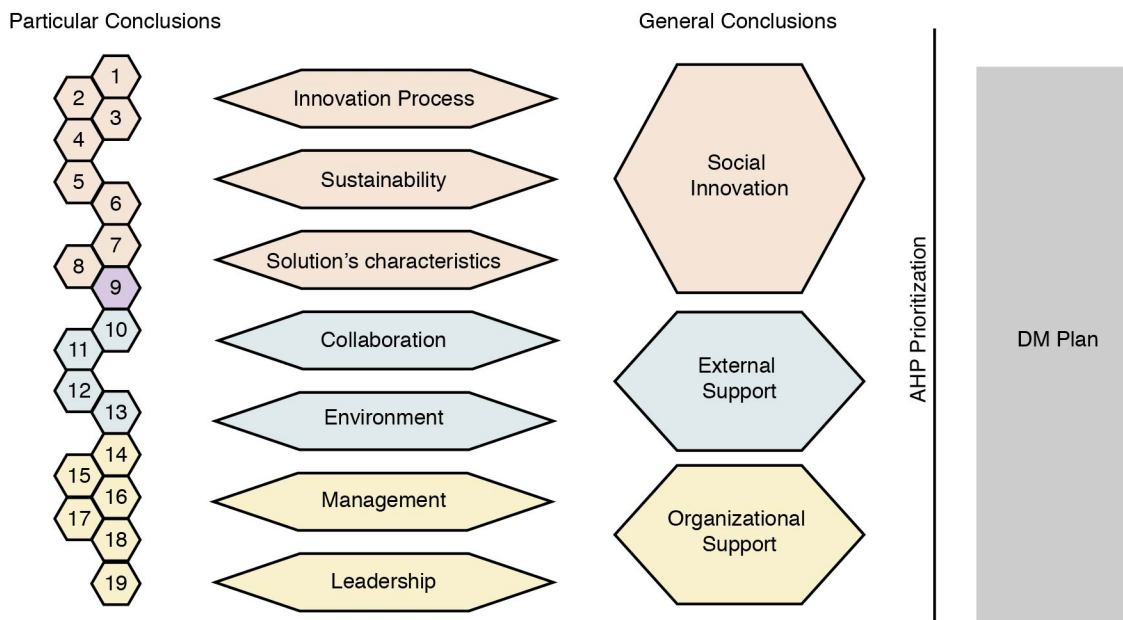 Particular Conclusions
General Conclusions
1
2
3
4
5
6
7
8
9
10
11
12
13
14
15
16
17
18
19
Innovation Process
Sustainability
Solution’s characteristics
Collaboration
Environment
Management
Leadership
Social
Innovation
External
Support
Organizational
Support
AHP Prioritization
DM Plan